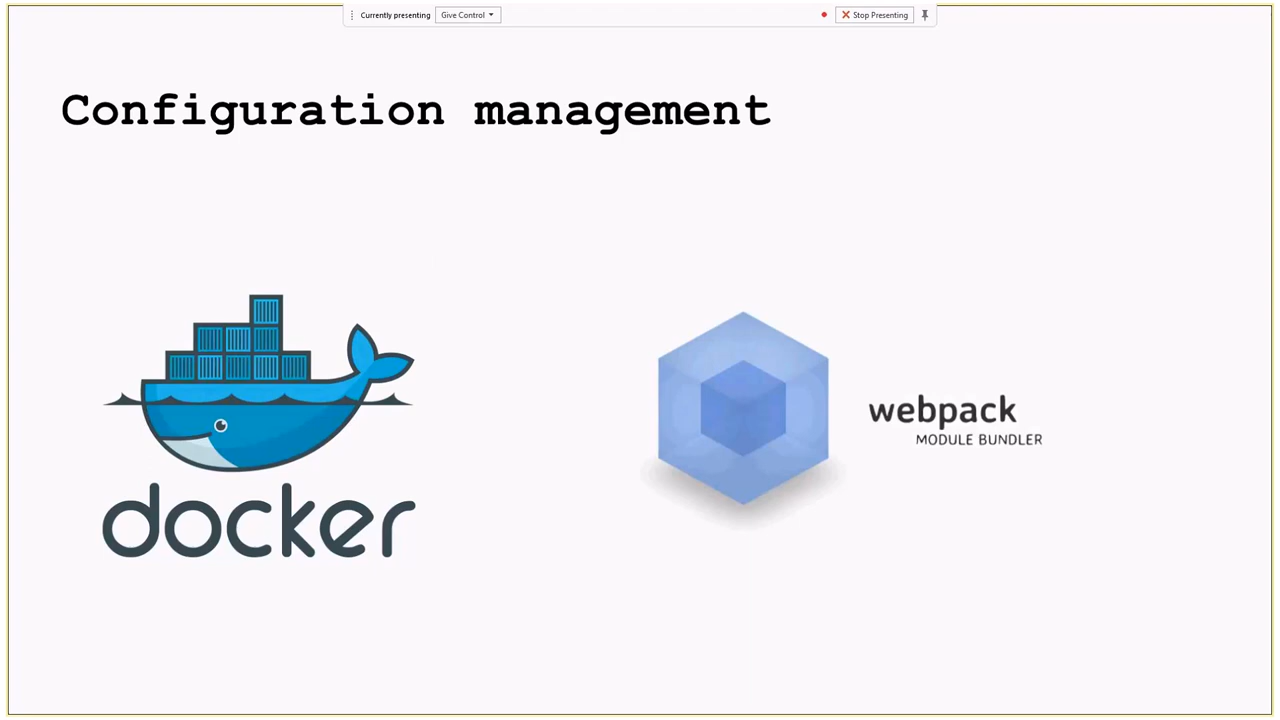 Currently presenting
Give Control
Stop Presenting
Configuration management
docker
webpack
MODULE BUNDLER